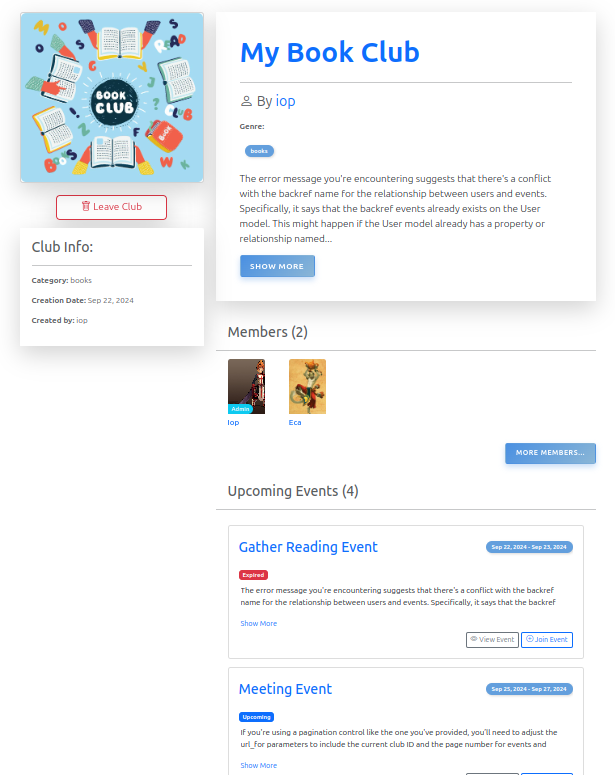 BOOK
CLUB
READ
CLUB
BOOK
BOOKS
Leave Club
Club Info:
Category: books
Creation Date: Sep 22, 2024
Created by: iop
My Book Club
By iop
Genre:
books
The error message you're encountering suggests that there's a conflict
with the backref name for the relationship between users and events.
Specifically, it says that the backref events already exists on the User
model. This might happen if the User model already has a property or
relationship named...
SHOW MORE
Members (2)
Admin
Iop
Eca
MORE MEMBERS...
Upcoming Events (4)
Gather Reading Event
Sep 22, 2024 - Sep 23, 2024
Expired
The error message you're encountering suggests that there's a conflict with the backref
name for the relationship between users and events. Specifically, it says that the backref
Show More
View Event
Join Event
Meeting Event
Sep 25, 2024 - Sep 27, 2024
Upcoming
If you're using a pagination control like the one you've provided, you'll need to adjust the
url_for parameters to include the current club ID and the page number for events and
Show More